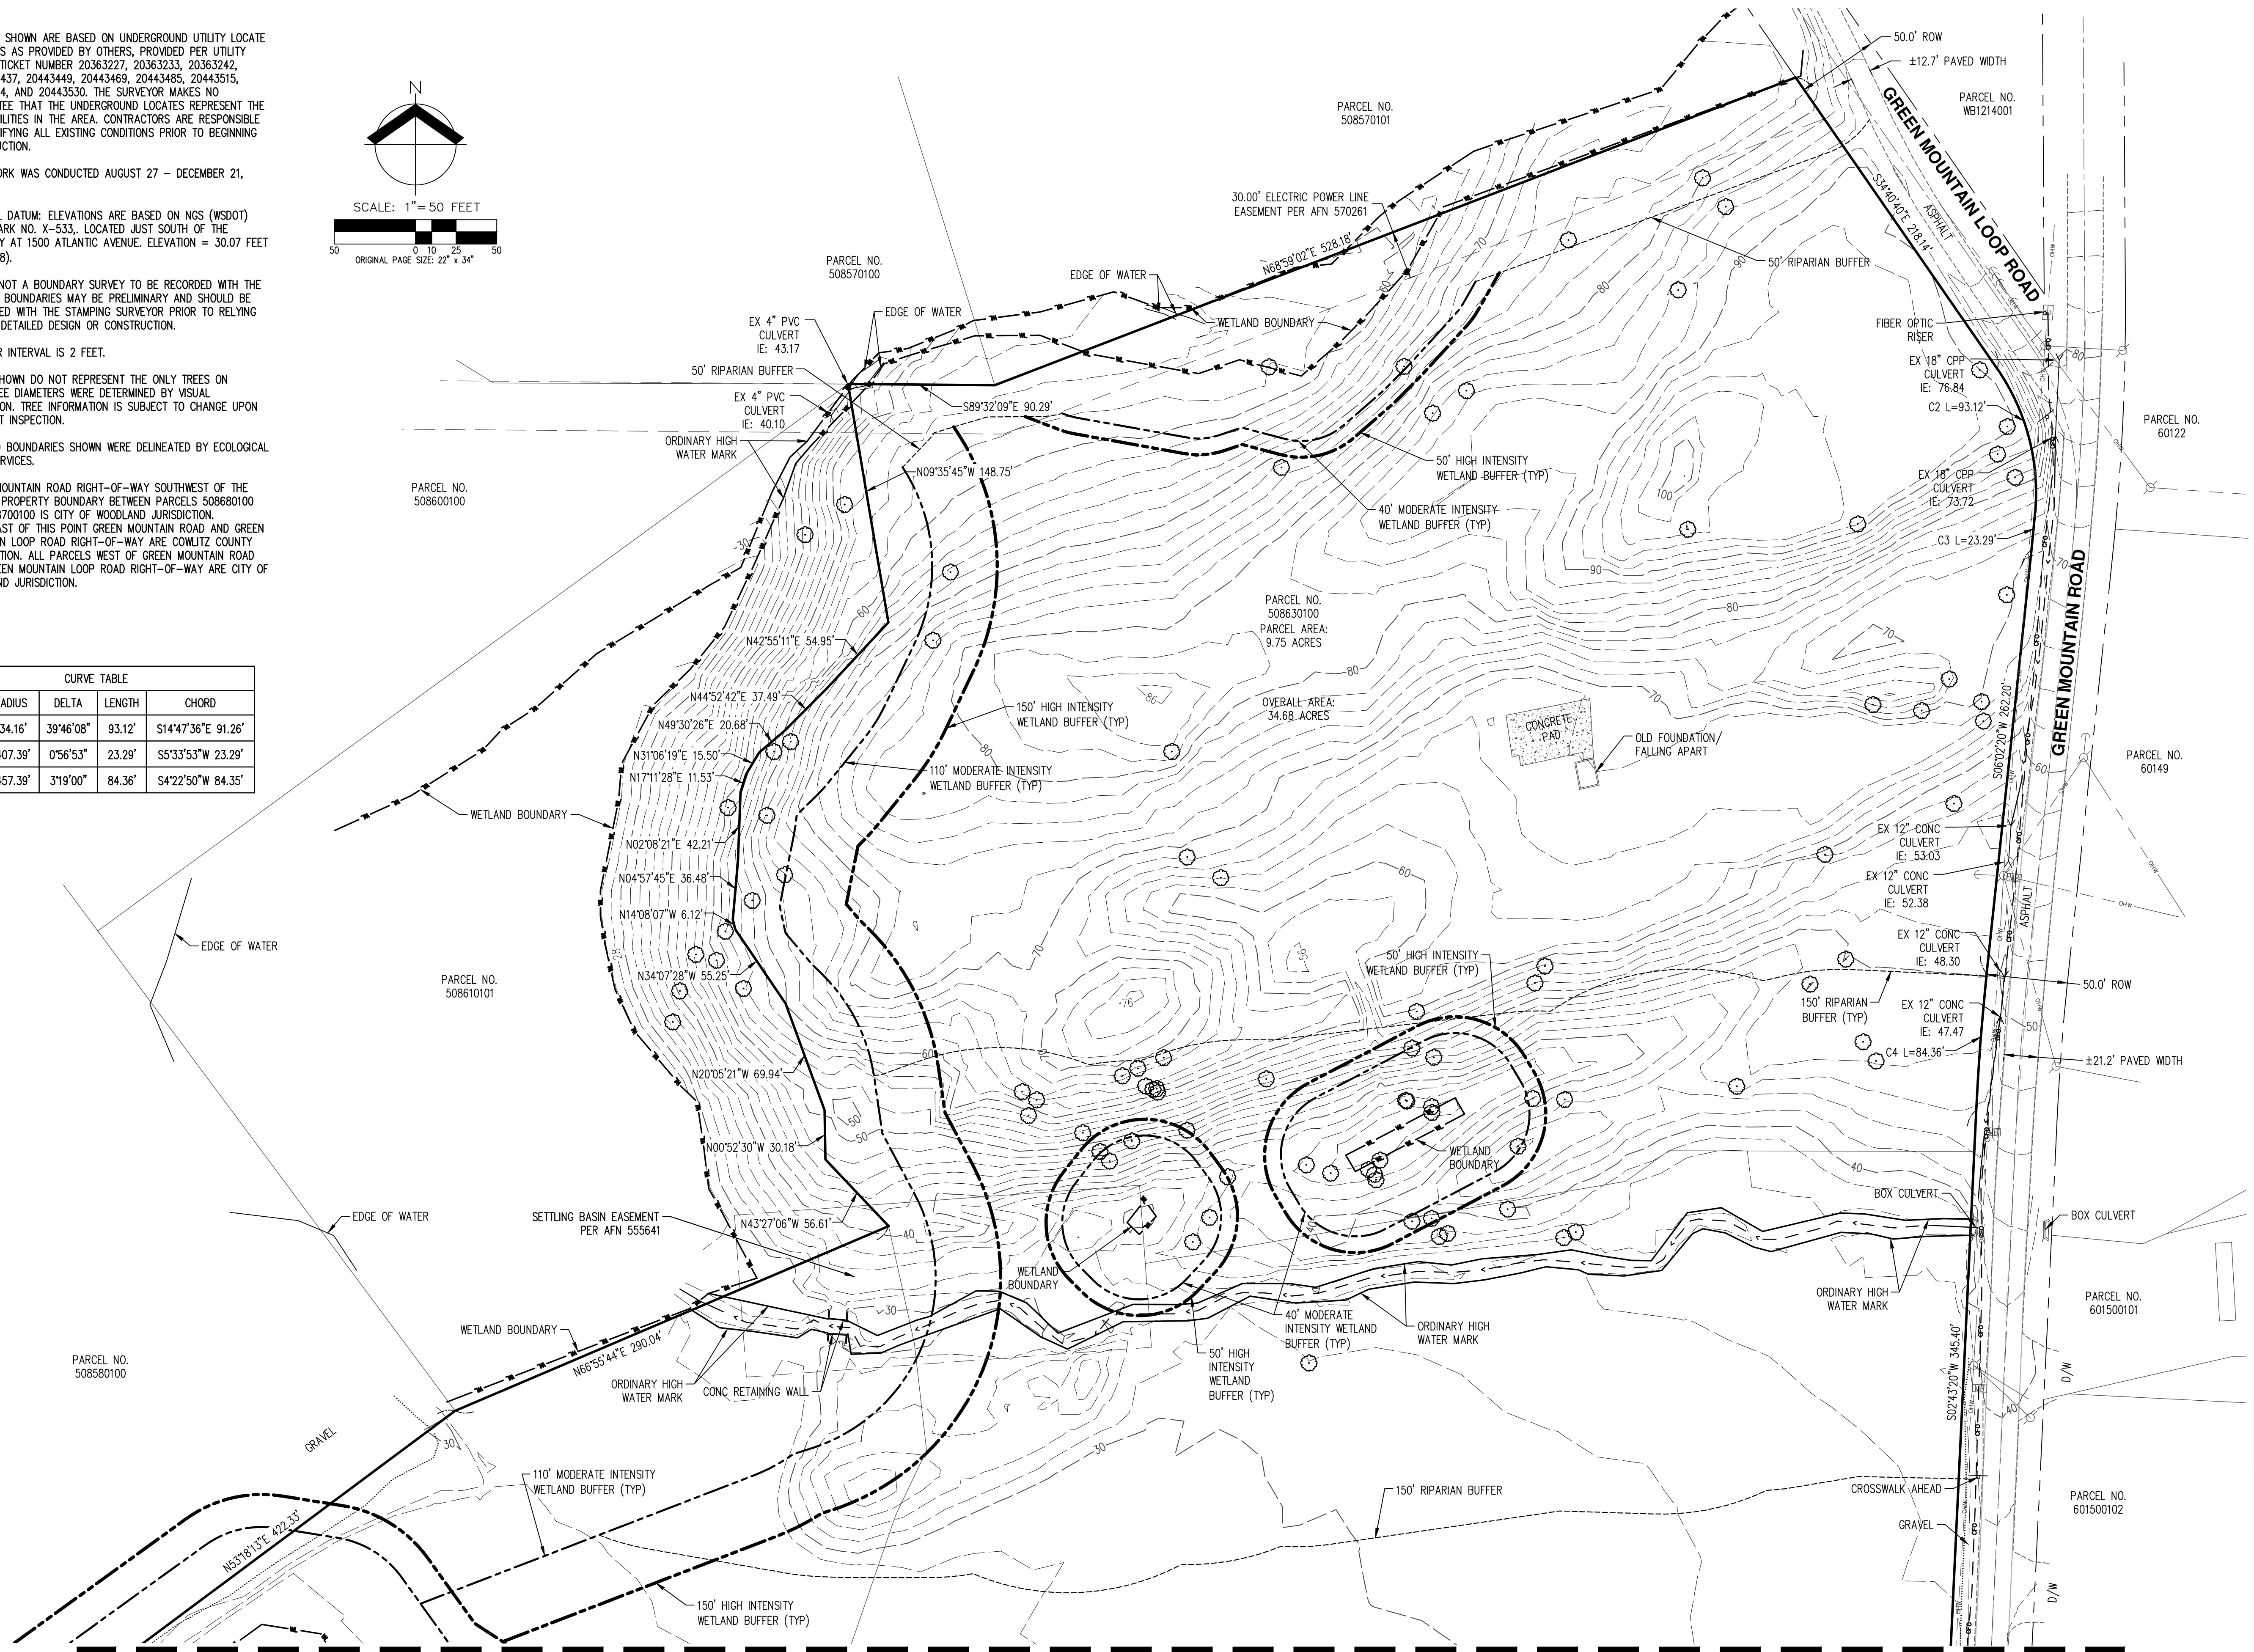 SHOWN ARE BASED ON UNDERGROUND UTILITY LOCATE
S AS PROVIDED BY OTHERS, PROVIDED PER UTILITY
TICKET NUMBER 20363227, 20363233, 20363242,
437, 20443449, 20443469, 20443485, 20443515,
4, AND 20443530. THE SURVEYOR MAKES NO
TEE THAT THE UNDERGROUND LOCATES REPRESENT THE
ILITIES IN THE AREA. CONTRACTORS ARE RESPONSIBLE
IFYING ALL EXISTING CONDITIONS PRIOR TO BEGINNING
UCTION.
ORK WAS CONDUCTED AUGUST 27 – DECEMBER 21,
L DATUM: ELEVATIONS ARE BASED ON NGS (WSDOT)
ARK NO. X-533,. LOCATED JUST SOUTH OF THE
Y AT 1500 ATLANTIC AVENUE. ELEVATION = 30.07 FEET
8).
NOT A BOUNDARY SURVEY TO BE RECORDED WITH THE
BOUNDARIES MAY BE PRELIMINARY AND SHOULD BE
ED WITH THE STAMPING SURVEYOR PRIOR TO RELYING
DETAILED DESIGN OR CONSTRUCTION.
R INTERVAL IS 2 FEET.
HOWN DO NOT REPRESENT THE ONLY TREES ON
EE DIAMETERS WERE DETERMINED BY VISUAL
ON. TREE INFORMATION IS SUBJECT TO CHANGE UPON
T INSPECTION.
D BOUNDARIES SHOWN WERE DELINEATED BY ECOLOGICAL
RVICES.
MOUNTAIN ROAD RIGHT-OF-WAY SOUTHWEST OF THE
PROPERTY BOUNDARY BETWEEN PARCELS 508680100
8700100 IS CITY OF WOODLAND JURISDICTION.
AST OF THIS POINT GREEN MOUNTAIN ROAD AND GREEN
N LOOP ROAD RIGHT-OF-WAY ARE COWLITZ COUNTY
TION. ALL PARCELS WEST OF GREEN MOUNTAIN ROAD
EEN MOUNTAIN LOOP ROAD RIGHT-OF-WAY ARE CITY OF
ND JURISDICTION.
CURVE TABLE
ADIUS DELTA LENGTH CHORD
34.16' 39°46'08" 93.12' S14°47'36"E 91.26'
407.39' 0°56'53" 23.29' S5°33'53"W 23.29'
457.39' 3°19'00" 84.36' S4°22'50"W 84.35'
N
SCALE: 1"= 50 FEET
50 0 10 25 50
ORIGINAL PAGE SIZE: 22" x 34"
PARCEL NO.
508570101
50.0' ROW
±12.7' PAVED WIDTH
GREEN MOUNTAIN LOOP ROAD
PARCEL NO.
WB1214001
30.00' ELECTRIC POWER LINE
EASEMENT PER AFN 570261
S34°40'40"E 218.14'
ASPHALT
N68°59'02"E 528.18'
PARCEL NO.
508570100
EDGE OF WATER
50' RIPARIAN BUFFER
EX 4" PVC
CULVERT
IE: 43.17
EDGE OF WATER
WETLAND BOUNDARY
FIBER OPTIC
RISER
EX 18" CPP
CULVERT
IE: 76.84
50' RIPARIAN BUFFER
EX 4" PVC
CULVERT
IE: 40.10
S89°32'09"E 90.29'
C2 L=93.12'
PARCEL NO.
60122
ORDINARY HIGH
WATER MARK
N09°35'45"W 148.75'
50' HIGH INTENSITY
WETLAND BUFFER (TYP)
EX 18" CPP
CULVERT
IE: 73.72
PARCEL NO.
508600100
40' MODERATE INTENSITY
WETLAND BUFFER (TYP)
C3 L=23.29'
GREEN MOUNTAIN ROAD
PARCEL NO.
508630100
PARCEL AREA:
9.75 ACRES
N42°55'11"E 54.95'
N44°52'42"E 37.49'
N49°30'26"E 20.68'
N31°06'19"E 15.50'
N17°11'28"E 11.53'
150' HIGH INTENSITY
WETLAND BUFFER (TYP)
OVERALL AREA:
34.68 ACRES
CONCRETE
PAD
OLD FOUNDATION/
FALLING APART
S06°02'20"W 262.20'
PARCEL NO.
60149
110' MODERATE INTENSITY
WETLAND BUFFER (TYP)
WETLAND BOUNDARY
N02°08'21"E 42.21'
EX 12" CONC
CULVERT
IE: 53.03
N04°57'45"E 36.48'
EX 12" CONC
CULVERT
IE: 52.38
ASPHALT
N14°08'07"W 6.12'
EX 12" CONC
CULVERT
IE: 48.30
EDGE OF WATER
PARCEL NO.
508610101
N34°07'28"W 55.25'
50' HIGH INTENSITY
WETLAND BUFFER (TYP)
50.0' ROW
150' RIPARIAN
BUFFER (TYP)
EX 12" CONC
CULVERT
IE: 47.47
C4 L=84.36'
±21.2' PAVED WIDTH
N20°05'21"W 69.94'
N00°52'30"W 30.18'
WETLAND
BOUNDARY
BOX CULVERT
BOX CULVERT
EDGE OF WATER
SETTLING BASIN EASEMENT
PER AFN 555641
N43°27'06"W 56.61'
WETLAND
BOUNDARY
ORDINARY HIGH
WATER MARK
PARCEL NO.
601500101
40' MODERATE
INTENSITY WETLAND
BUFFER (TYP)
ORDINARY HIGH
WATER MARK
WETLAND BOUNDARY
N66°55'44"E 290.04'
PARCEL NO.
508580100
50' HIGH
INTENSITY
WETLAND
BUFFER (TYP)
ORDINARY HIGH
WATER MARK
CONC RETAINING WALL
S02°43'20"W 345.40'
D/W
GRAVEL
110' MODERATE INTENSITY
WETLAND BUFFER (TYP)
150' RIPARIAN BUFFER
CROSSWALK AHEAD
PARCEL NO.
601500102
GRAVEL
N53°18'13"E 422.33'
150' HIGH INTENSITY
WETLAND BUFFER (TYP)
D/W